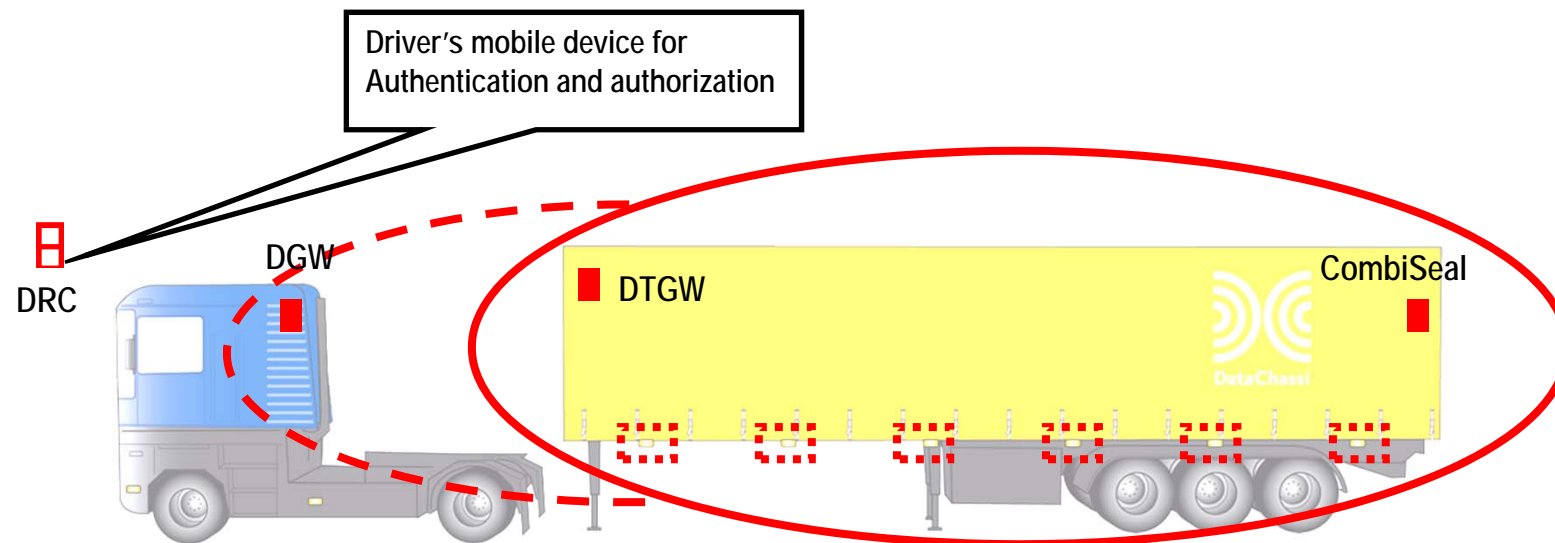 Driver's mobile device for
Authentication and authorization
DGW
DRC
DTGW
CombiSeal
DataChassi